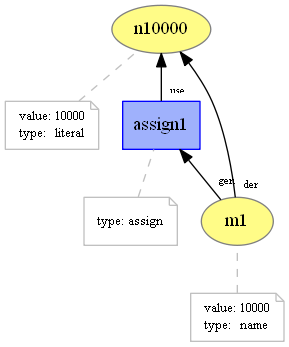 n10000
use
value: 10000
type: literal
assign1
gen
der
type: assign
m1
value: 10000
type: name